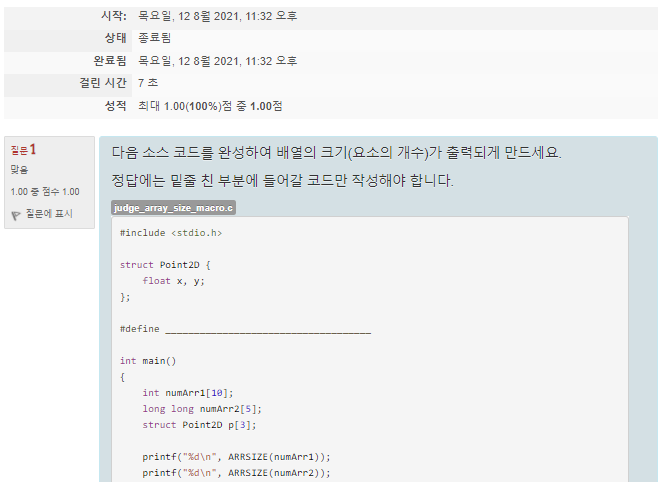 시작: 목요일, 12 8월 2021, 11:32 오후
상태 종료됨
완료됨 목요일, 12 8월 2021, 11:32 오후
걸린 시간 7 초
성적 최대 1.00(100%)점 중 1.00점
질문 1
맞음
1.00 중 점수 1.00
질문에 표시
다음 소스 코드를 완성하여 배열의 크기(요소의 개수)가 출력되게 만드세요.
정답에는 밑줄 친 부분에 들어갈 코드만 작성해야 합니다.
judge_array_size_macro.c
#include <stdio.h>
struct Point2D {
    float x, y;
};
#define ____________________________________
int main()
{
    int numArr1[10];
    long long numArr2[5];
    struct Point2D p[3];
    printf("%d\n", ARRSIZE(numArr1));
    printf("%d\n", ARRSIZE(numArr2));